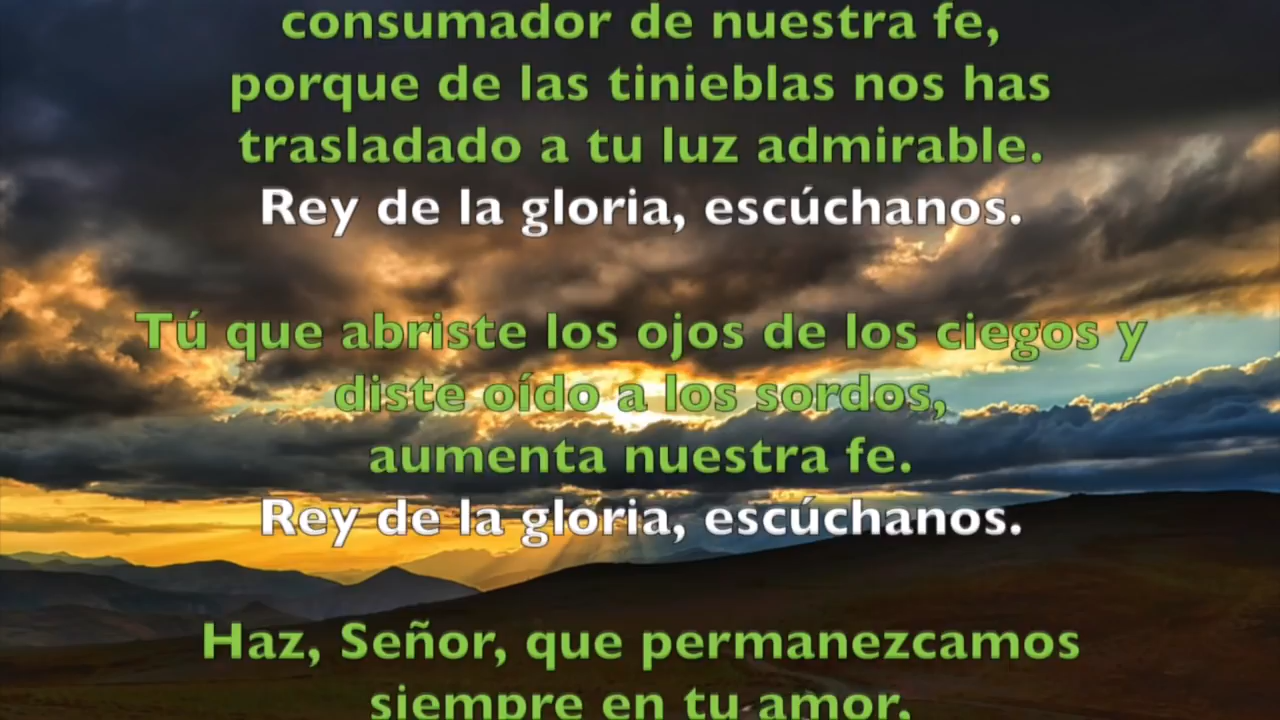 consumador de nuestra fe,
porque de las tinieblas nos has
trasladado a tu luz admirable.
Rey de la gloria, escúchanos.
Tú que abriste los ojos de los ciegos y
diste oído a los sordos,
aumenta nuestra fe.
Rey de la gloria, escúchanos.
Haz, Señor, que permanezcamos
siempre en tu amor,